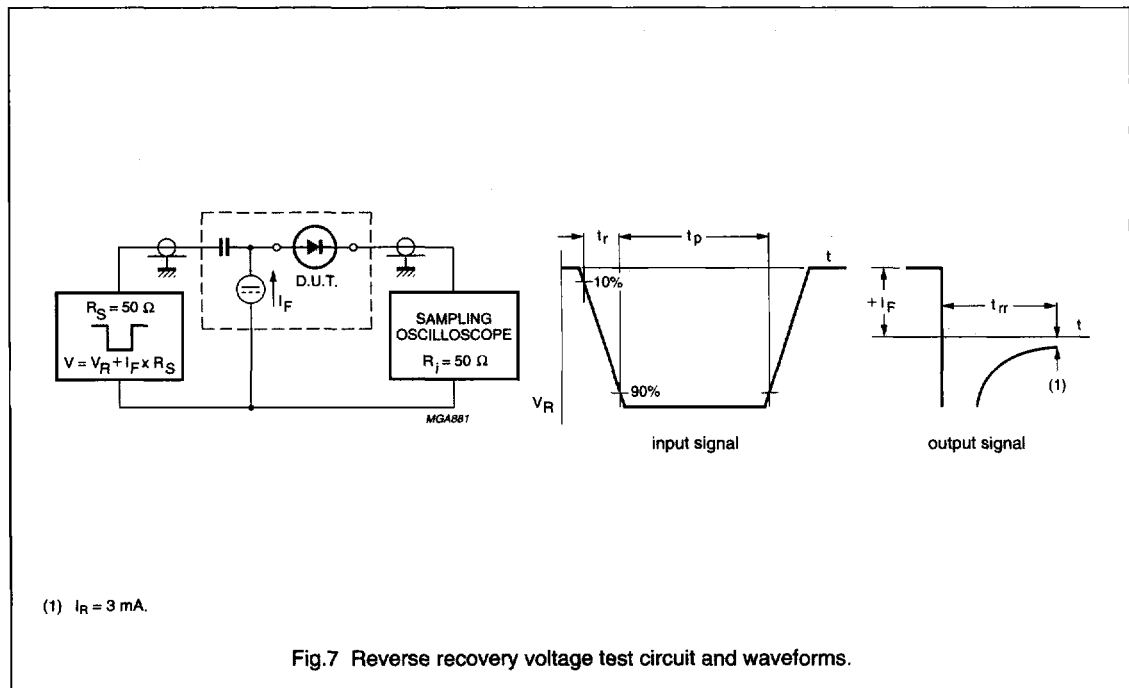 R_S = 50 Ω
V = V_R + I_F x R_S
I_F
D.U.T.
SAMPLING
OSCILLOSCOPE
R_i = 50 Ω
MGA881
t_r
t_p
t
10%
90%
V_R
input signal
+ I_F
t_rr
t
(1)
output signal
(1) I_R = 3 mA.
Fig.7 Reverse recovery voltage test circuit and waveforms.